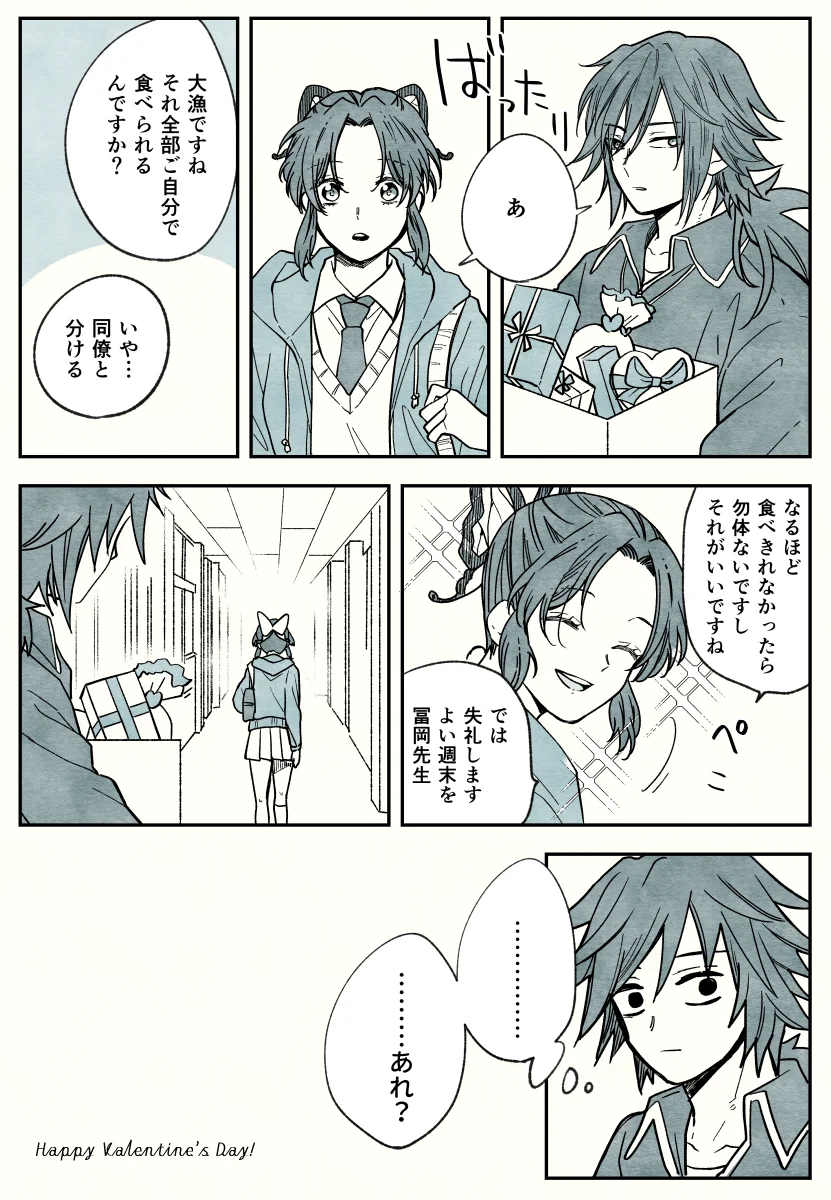 ばったり
あ
大漁ですね
それ全部ご自分で
食べられる
んですか？
いや…
同僚と
分ける
なるほど
食べきれなかったら
勿体ないですし
それがいいですね
ペこ
では
失礼します
よい週末を
冨岡先生
…………
…………あれ？
Happy Valentine's Day!